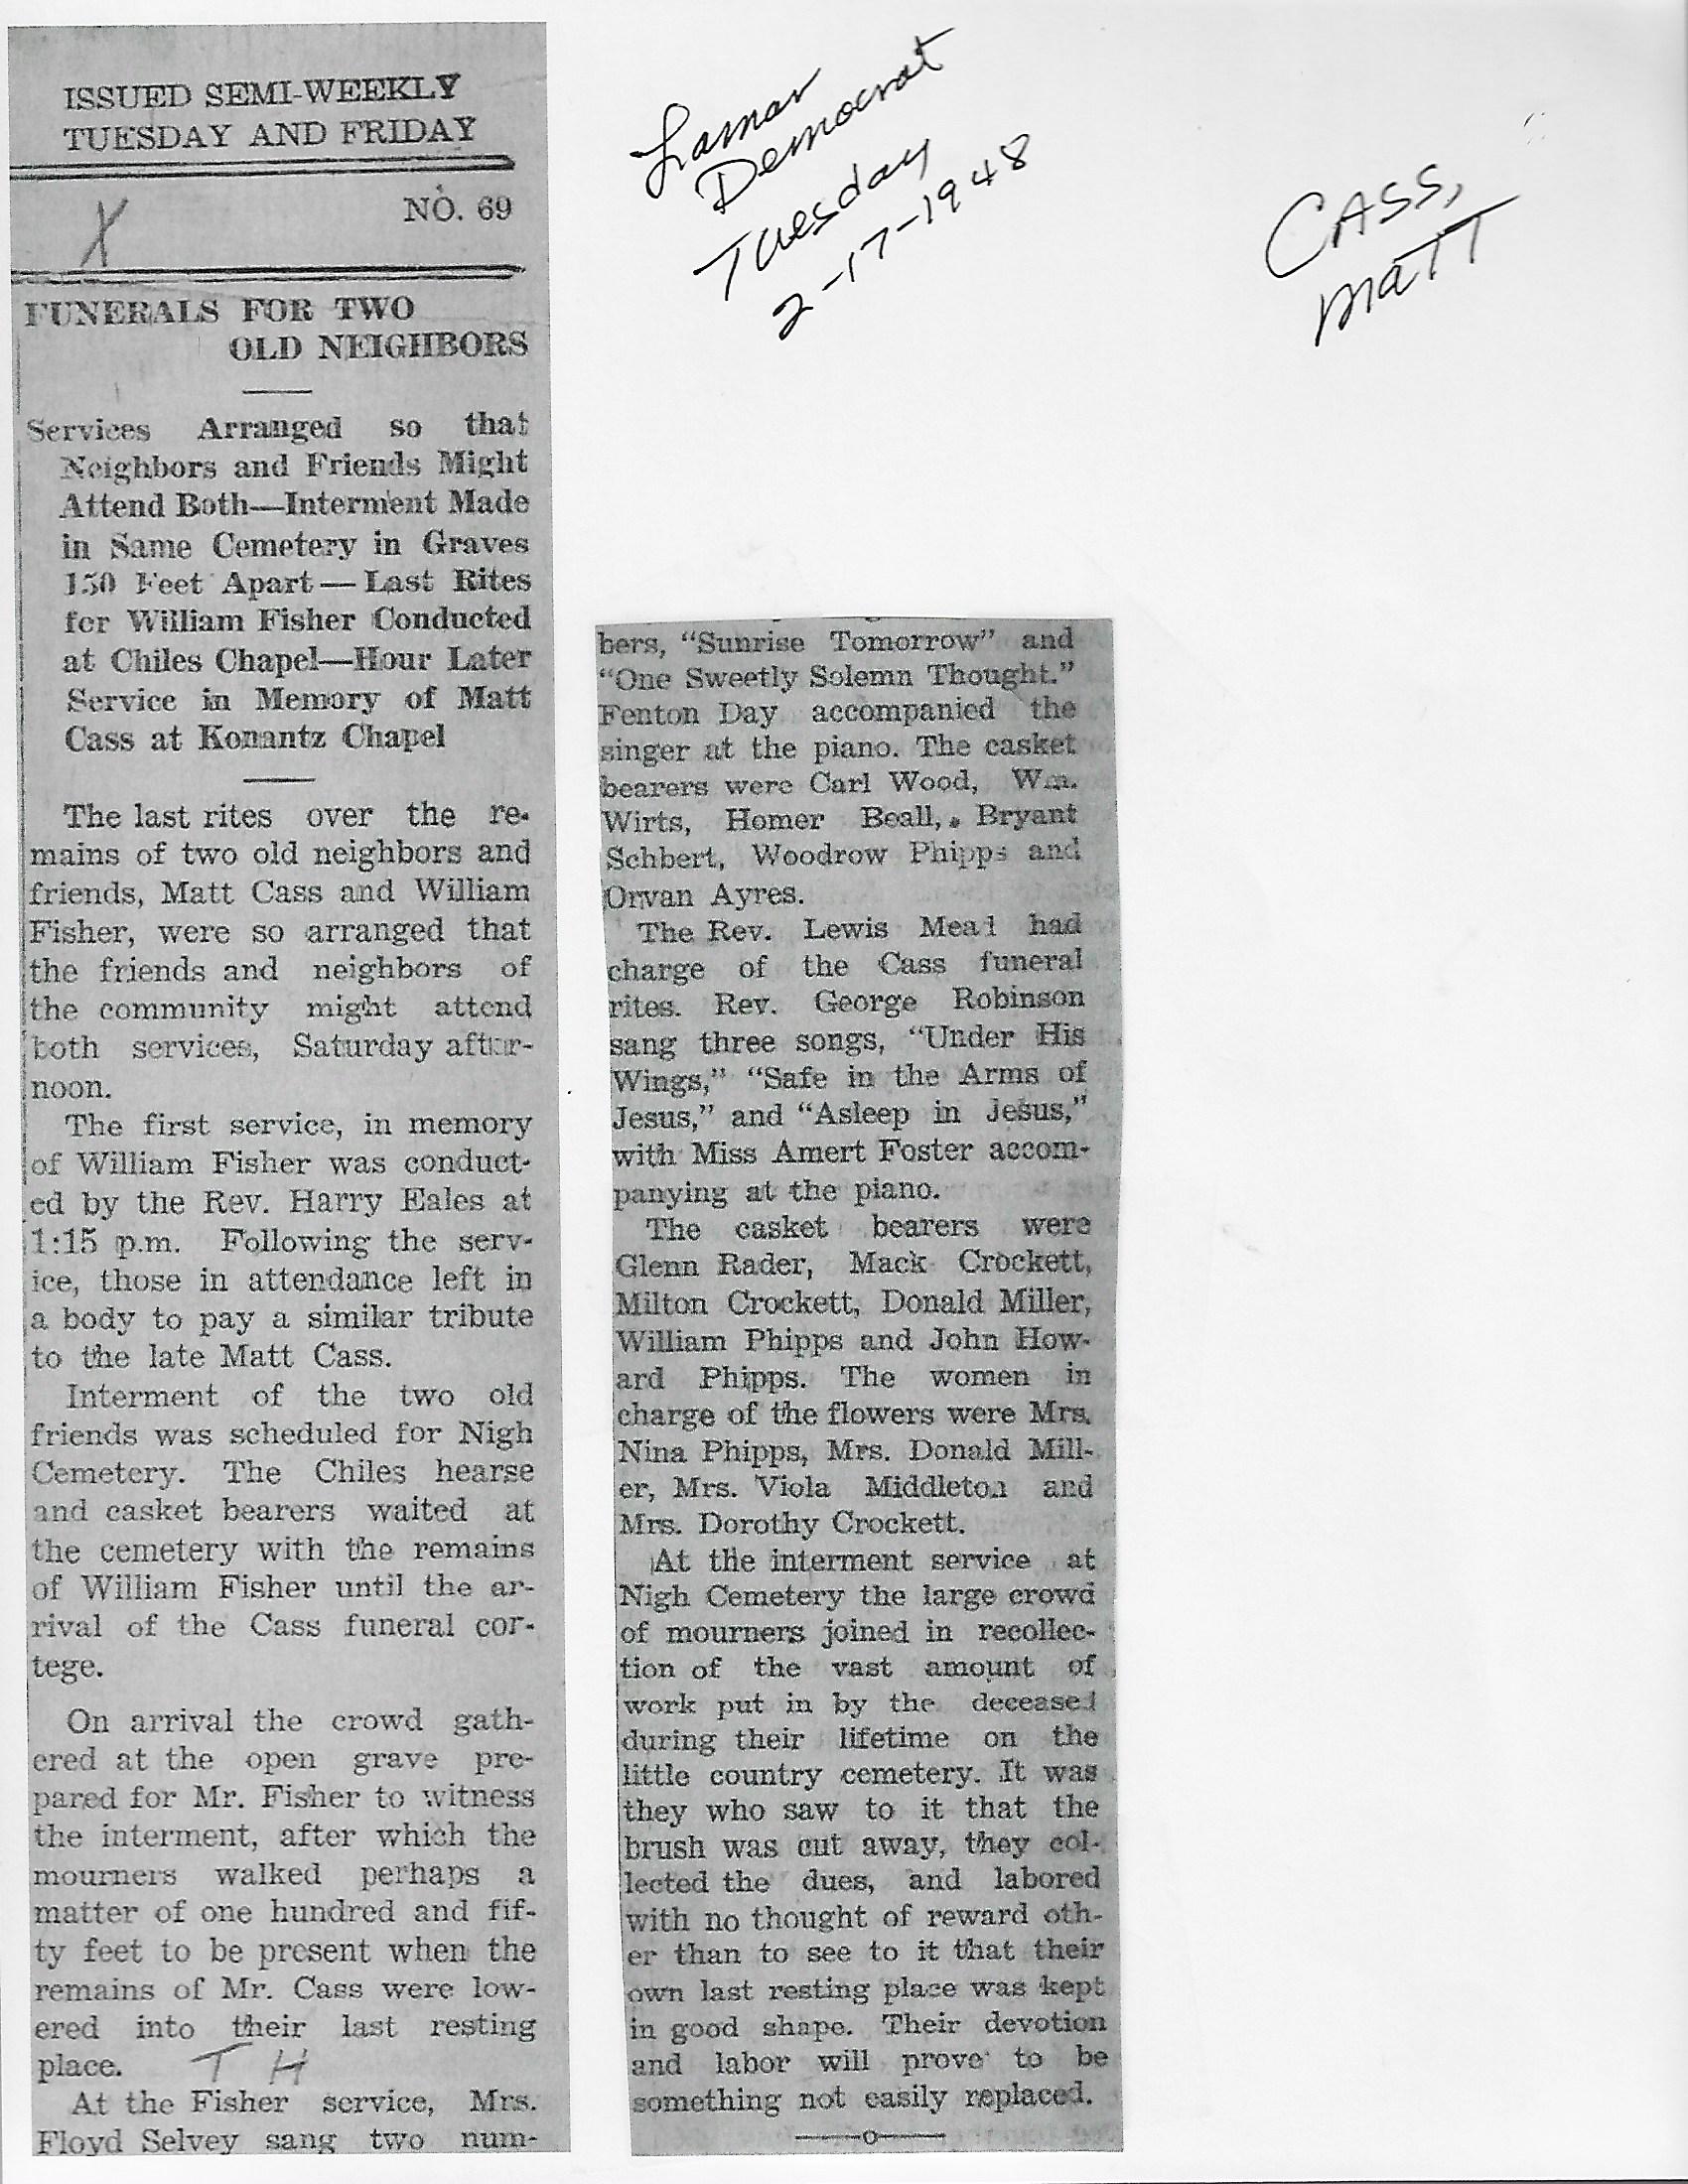 ISSUED SEMI-WEEKLY
TUESDAY AND FRIDAY
X
NO. 69
FUNERALS FOR TWO
OLD NEIGHBORS
Services Arranged so that
Neighbors and Friends Might
Attend Both—Interment Made
in Same Cemetery in Graves
150 Feet Apart—Last Rites
for William Fisher Conducted
at Chiles Chapel—Hour Later
Service in Memory of Matt
Cass at Konantz Chapel
The last rites over the re-
mains of two old neighbors and
friends, Matt Cass and William
Fisher, were so arranged that
the friends and neighbors of
the community might attend
both services, Saturday after-
noon.
The first service, in memory
of William Fisher was conduct-
ed by the Rev. Harry Eales at
1:15 p.m. Following the serv-
ice, those in attendance left in
a body to pay a similar tribute
to the late Matt Cass.
Interment of the two old
friends was scheduled for Nigh
Cemetery. The Chiles hearse
and casket bearers waited at
the cemetery with the remains
of William Fisher until the ar-
rival of the Cass funeral cor-
tege.
On arrival the crowd gath-
ered at the open grave pre-
pared for Mr. Fisher to witness
the interment, after which the
mourners walked perhaps a
matter of one hundred and fif-
ty feet to be present when the
remains of Mr. Cass were low-
ered into their last resting
place.
T H
At the Fisher service, Mrs.
Floyd Selvey sang two num-
Lamar
Democrat
Tuesday
2-17-1948
CASS,
MATT
bers, "Sunrise Tomorrow" and
"One Sweetly Solemn Thought."
Fenton Day accompanied the
singer at the piano. The casket
bearers were Carl Wood, Wm.
Wirts, Homer Beall, Bryant
Schbert, Woodrow Phipps and
Orvan Ayres.
The Rev. Lewis Meal had
charge of the Cass funeral
rites. Rev. George Robinson
sang three songs, "Under His
Wings," "Safe in the Arms of
Jesus," and "Asleep in Jesus,"
with Miss Amert Foster accom-
panying at the piano.
The casket bearers were
Glenn Rader, Mack Crockett,
Milton Crockett, Donald Miller,
William Phipps and John How-
ard Phipps. The women in
charge of the flowers were Mrs.
Nina Phipps, Mrs. Donald Mill-
er, Mrs. Viola Middleton and
Mrs. Dorothy Crockett.
At the interment service at
Nigh Cemetery the large crowd
of mourners joined in recollec-
tion of the vast amount of
work put in by the deceased
during their lifetime on the
little country cemetery. It was
they who saw to it that the
brush was cut away, they col-
lected the dues, and labored
with no thought of reward oth-
er than to see to it that their
own last resting place was kept
in good shape. Their devotion
and labor will prove to be
something not easily replaced.